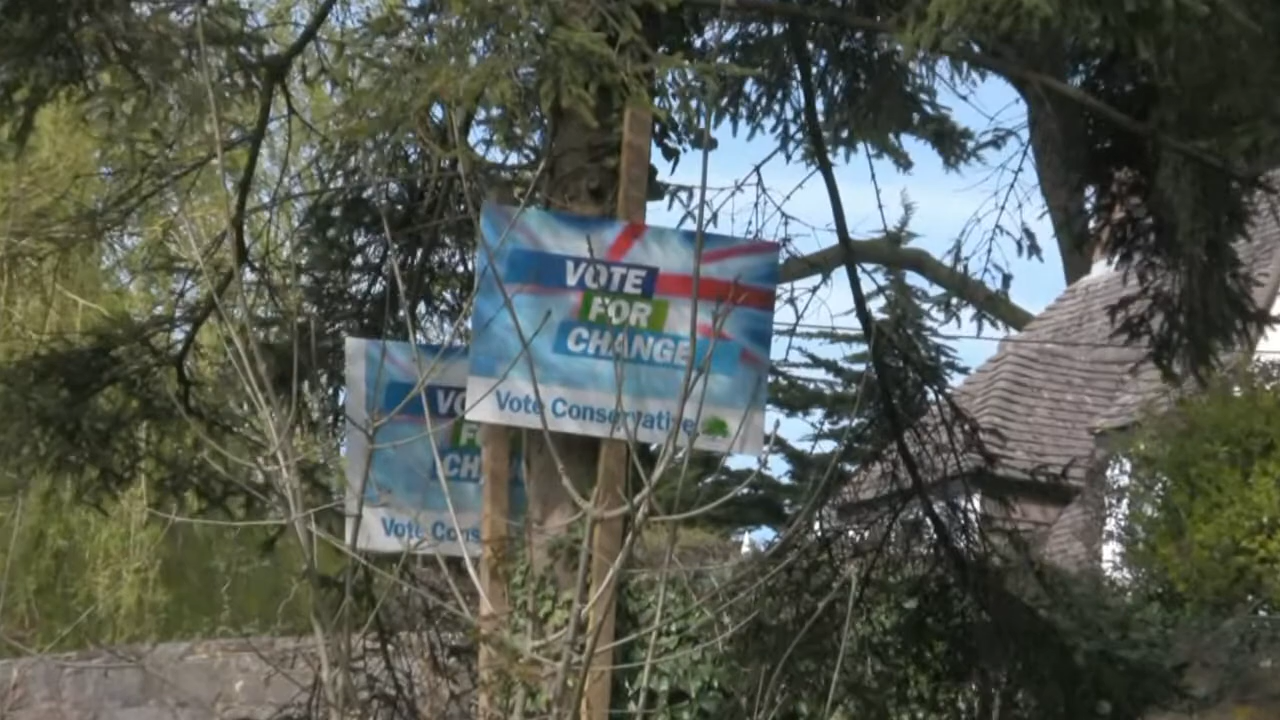 VOTE
FOR
CHANGE
Vote Conservative
VO
F
CH
Vote Cons